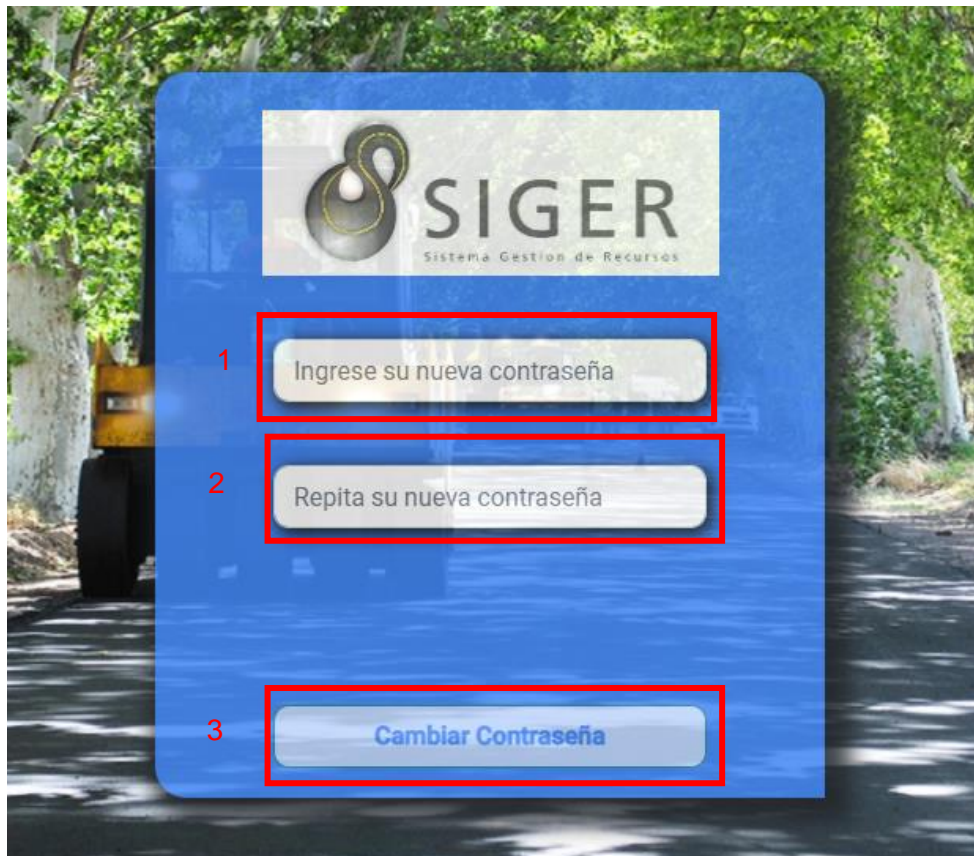 SIGER
Sistema Gestion de Recursos
1
Ingrese su nueva contraseña
2
Repita su nueva contraseña
3
Cambiar Contraseña